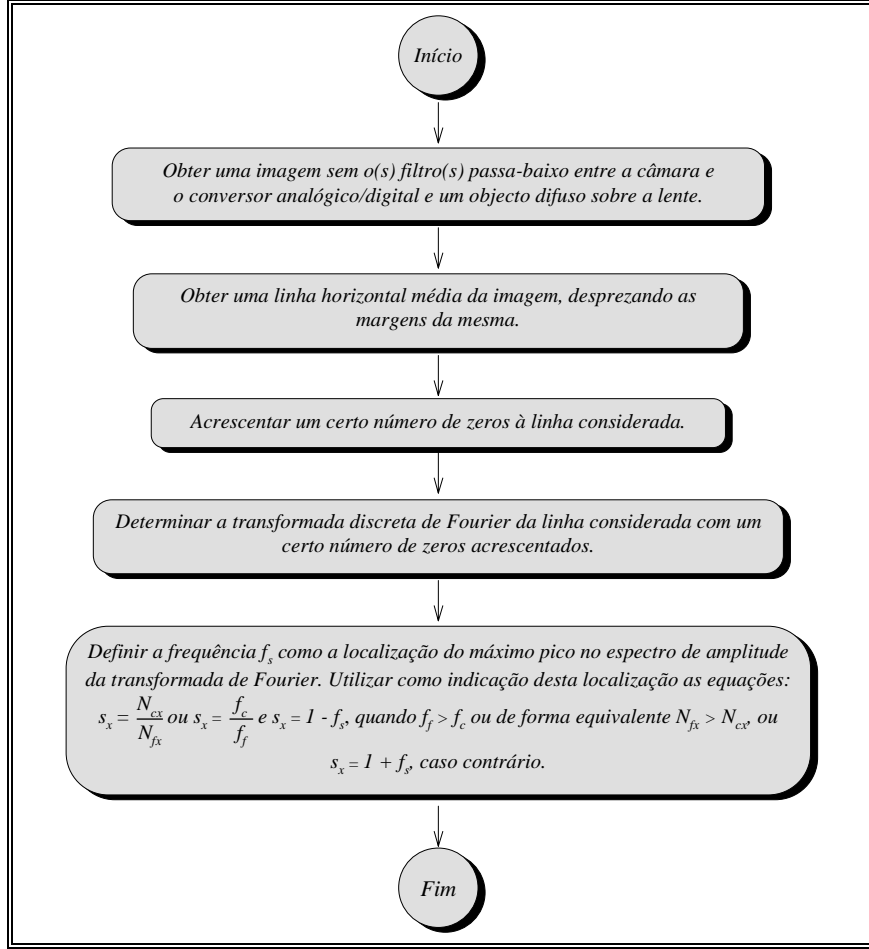 Início
Obter uma imagem sem o(s) filtro(s) passa-baixo entre a câmara e
o conversor analógico/digital e um objecto difuso sobre a lente.
Obter uma linha horizontal média da imagem, desprezando as
margens da mesma.
Acrescentar um certo número de zeros à linha considerada.
Determinar a transformada discreta de Fourier da linha considerada com um
certo número de zeros acrescentados.
Definir a frequência f_s como a localização do máximo pico no espectro de amplitude
da transformada de Fourier. Utilizar como indicação desta localização as equações:
s_x = N_cx/N_fx ou s_x = f_c/f_f e s_x = 1 - f_s, quando f_f > f_c ou de forma equivalente N_fx > N_cx, ou
s_x = 1 + f_s, caso contrário.
Fim